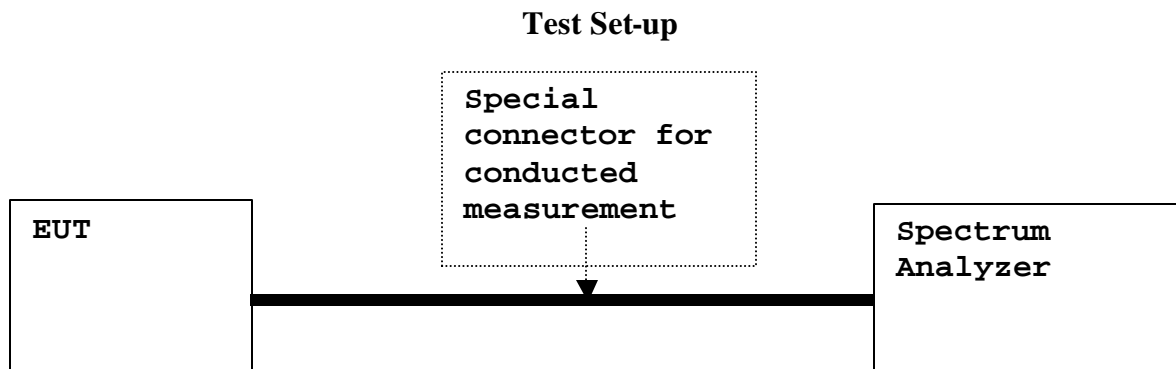 Test Set-up
Special
connector for
conducted
measurement
EUT
Spectrum
Analyzer